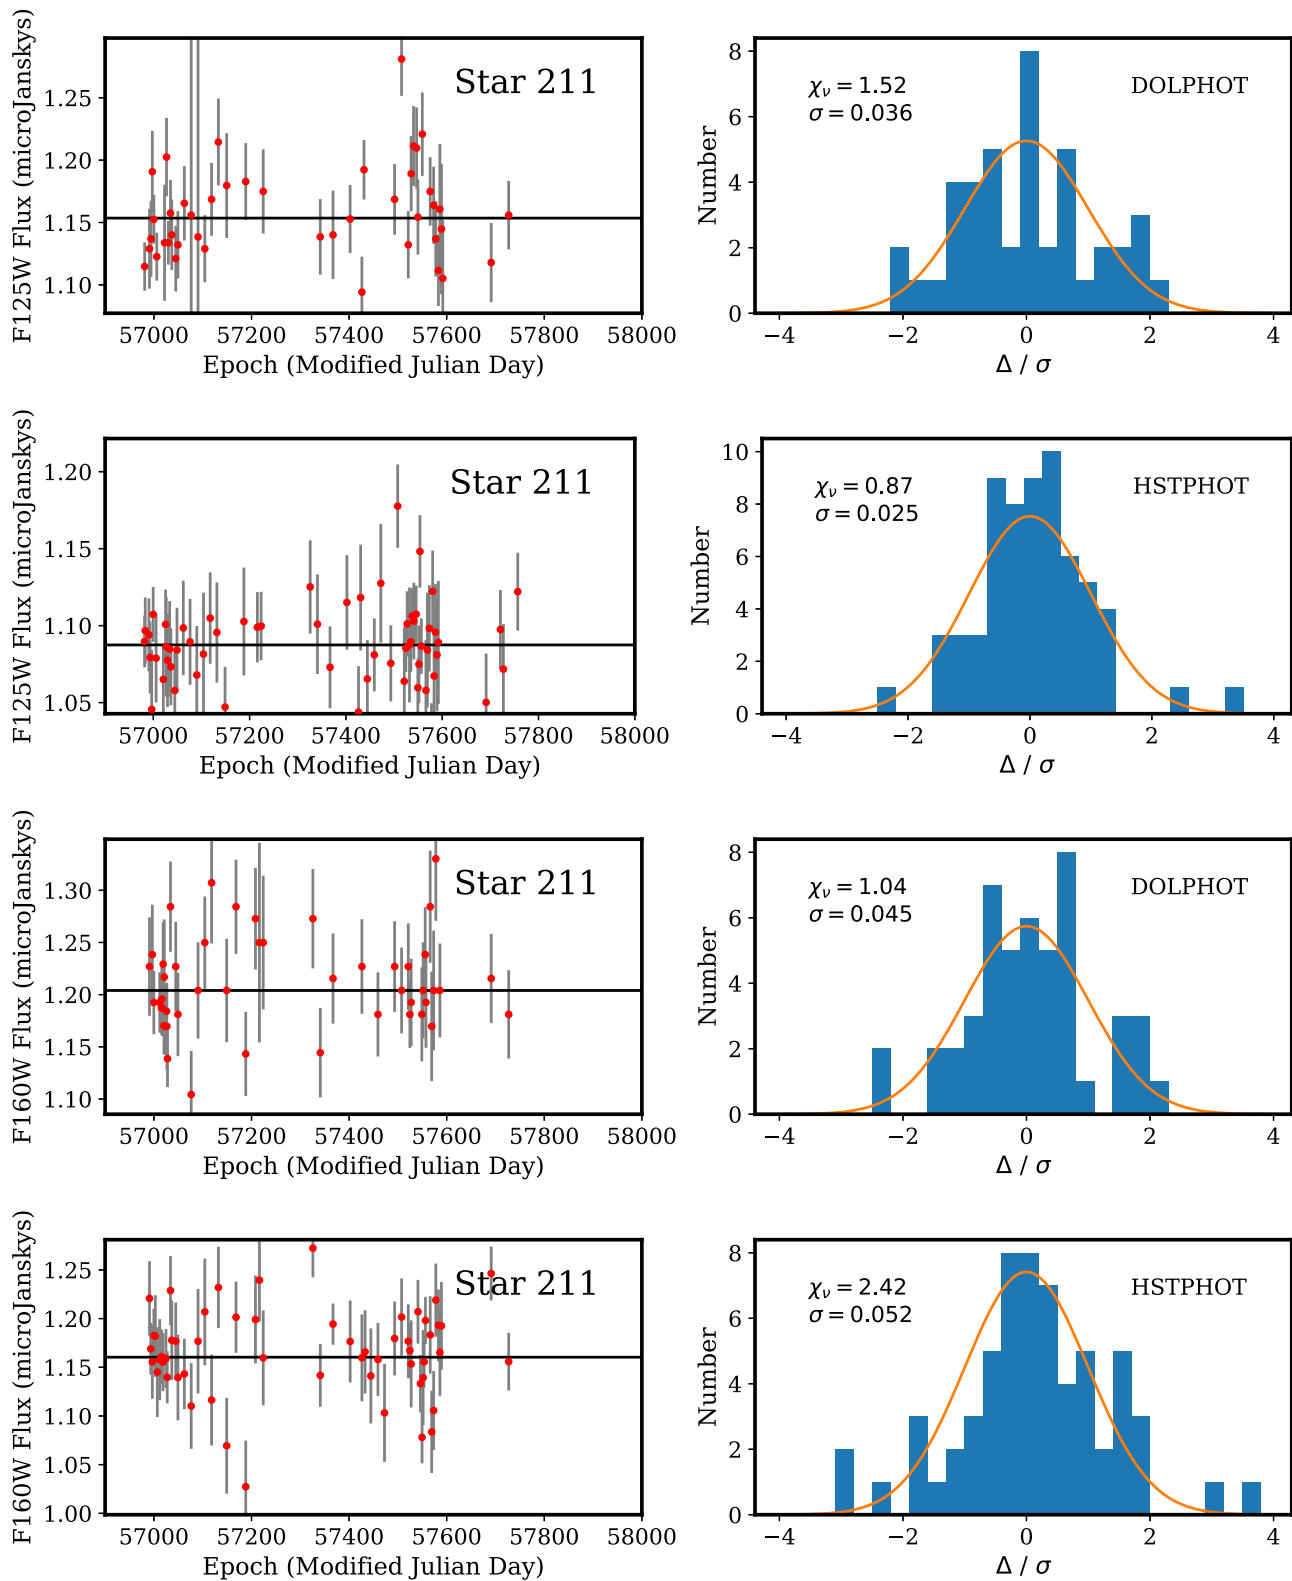 F125W Flux (microJanskys)
1.25
1.20
1.15
1.10
Star 211
57000 57200 57400 57600 57800 58000
Epoch (Modified Julian Day)
Number
8
6
4
2
0
χν = 1.52
σ = 0.036
DOLPHOT
−4 −2 0 2 4
Δ / σ
F125W Flux (microJanskys)
1.20
1.15
1.10
1.05
Star 211
57000 57200 57400 57600 57800 58000
Epoch (Modified Julian Day)
Number
10
8
6
4
2
0
χν = 0.87
σ = 0.025
HSTPHOT
−4 −2 0 2 4
Δ / σ
F160W Flux (microJanskys)
1.30
1.25
1.20
1.15
1.10
Star 211
57000 57200 57400 57600 57800 58000
Epoch (Modified Julian Day)
Number
8
6
4
2
0
χν = 1.04
σ = 0.045
DOLPHOT
−4 −2 0 2 4
Δ / σ
F160W Flux (microJanskys)
1.25
1.20
1.15
1.10
1.05
1.00
Star 211
57000 57200 57400 57600 57800 58000
Epoch (Modified Julian Day)
Number
8
6
4
2
0
χν = 2.42
σ = 0.052
HSTPHOT
−4 −2 0 2 4
Δ / σ